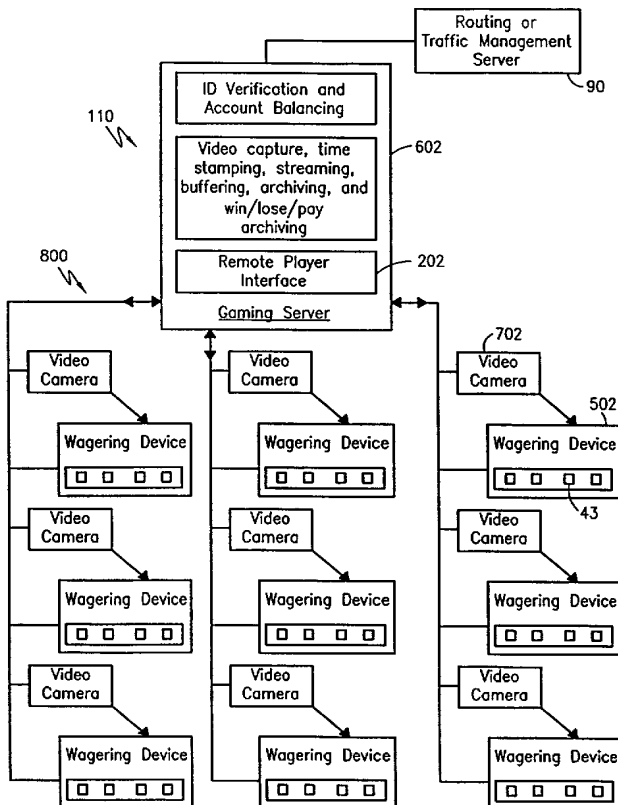 Routing or
Traffic Management
Server
90
ID Verification and
Account Balancing
110
602
Video capture, time
stamping, streaming,
buffering, archiving, and
win/lose/pay
archiving
800
Remote Player
Interface
202
Gaming Server
Video
Camera
Video
Camera
702
Video
Camera
502
Wagering Device
Wagering Device
Wagering Device
43
Video
Camera
Video
Camera
Video
Camera
Wagering Device
Wagering Device
Wagering Device
Video
Camera
Video
Camera
Video
Camera
Wagering Device
Wagering Device
Wagering Device